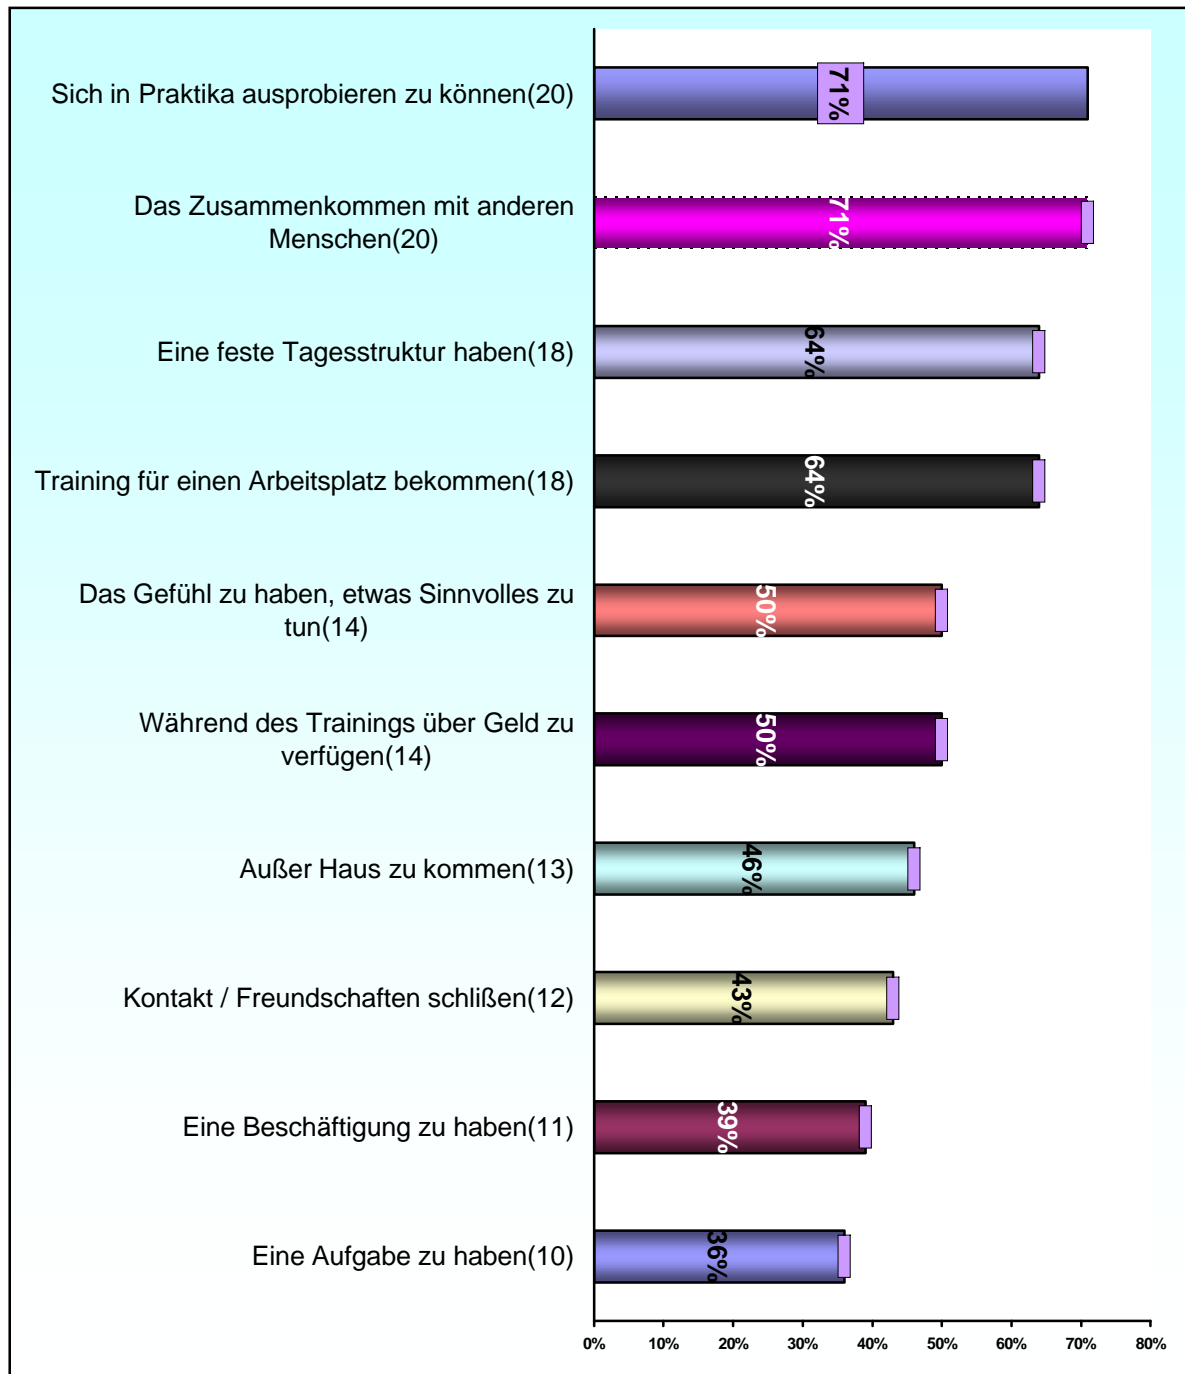 Sich in Praktika ausprobieren zu können(20)
71%
Das Zusammenkommen mit anderen
Menschen(20)
71%
Eine feste Tagesstruktur haben(18)
64%
Training für einen Arbeitsplatz bekommen(18)
64%
Das Gefühl zu haben, etwas Sinnvolles zu
tun(14)
50%
Während des Trainings über Geld zu
verfügen(14)
50%
Außer Haus zu kommen(13)
46%
Kontakt / Freundschaften schlißen(12)
43%
Eine Beschäftigung zu haben(11)
39%
Eine Aufgabe zu haben(10)
36%
0% 10% 20% 30% 40% 50% 60% 70% 80%